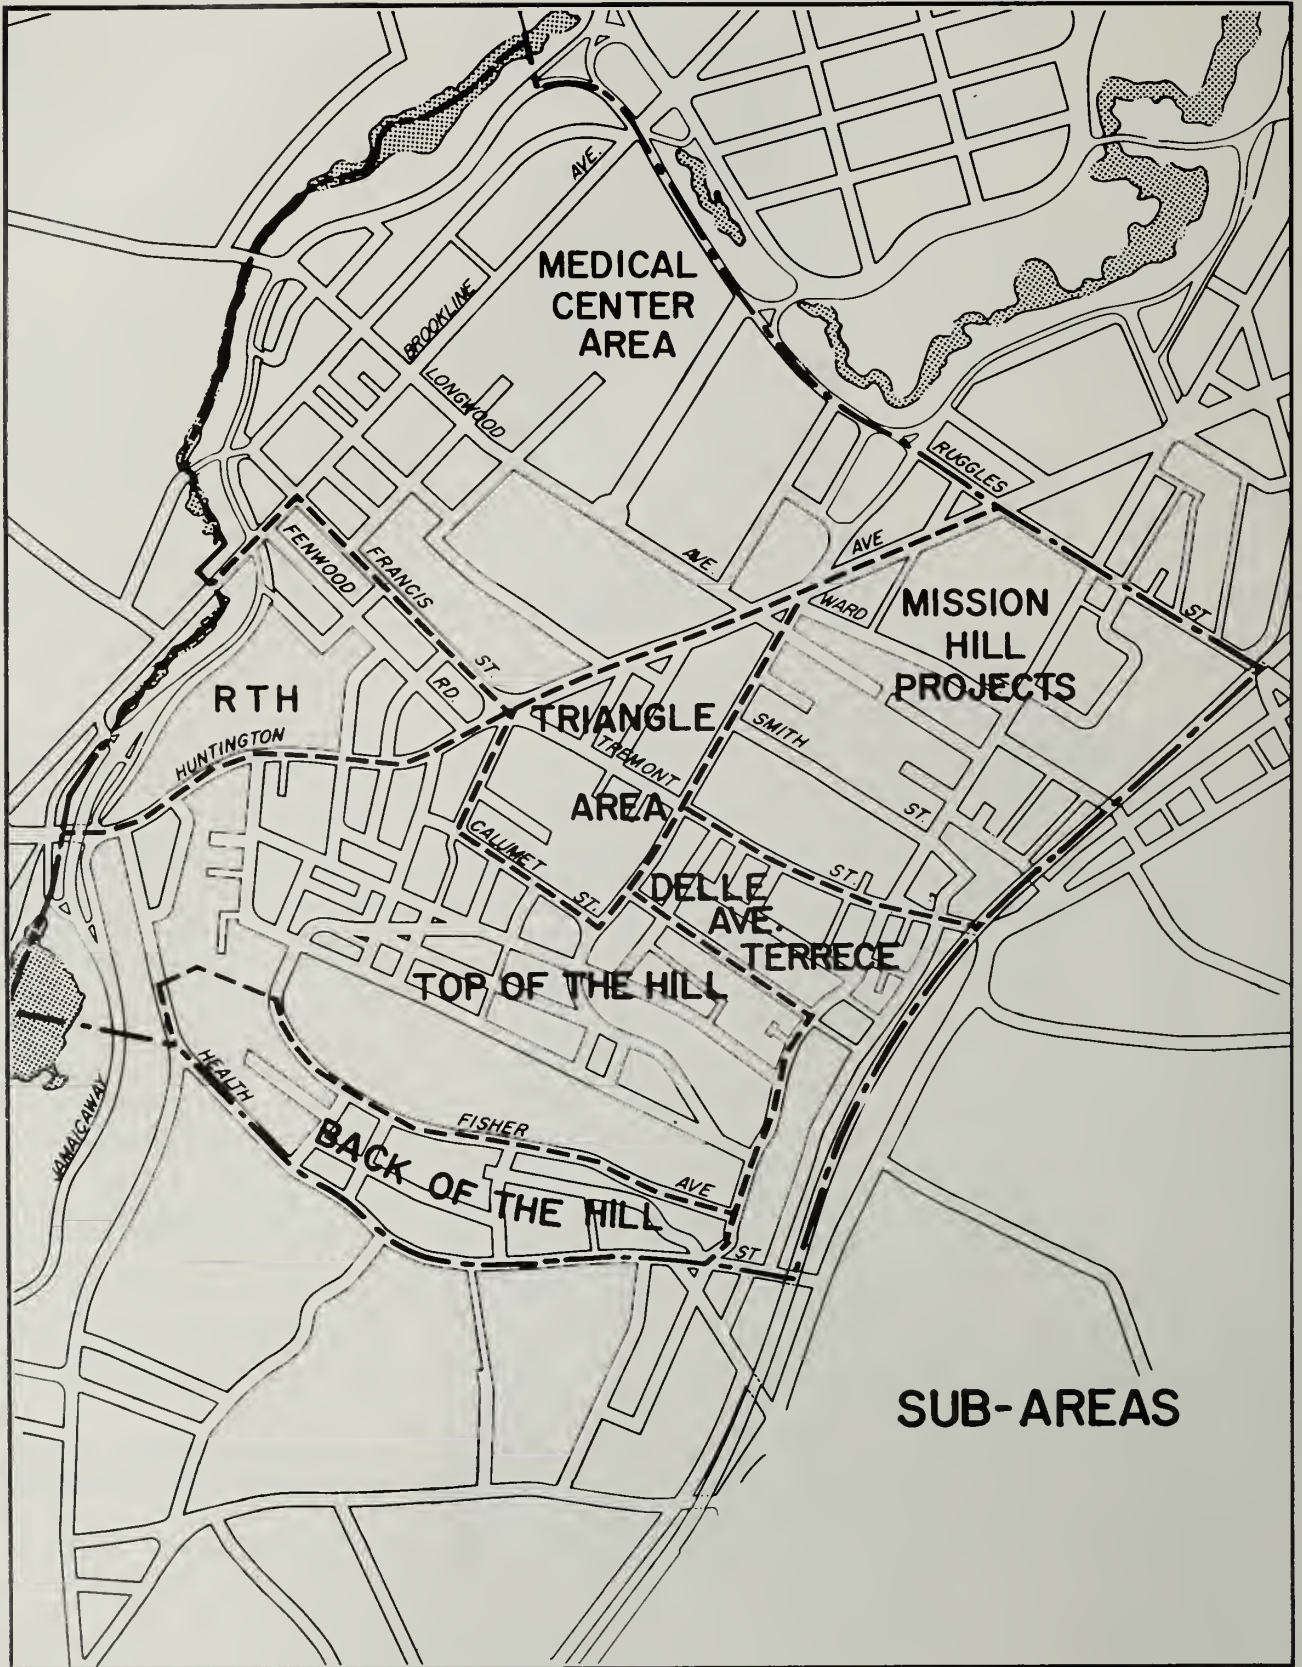 AVE.
MEDICAL
CENTER
AREA
BROOKLINE
LONGWOOD
RUGGLES
AVE
AVE.
FENWOOD
FRANCIS
WARD
MISSION
HILL
PROJECTS
ST.
ST.
RD.
RTH
TRIANGLE
HUNTINGTON
TREMONT
SMITH
AREA
ST.
CALUMET
ST.
ST.
DELLE
AVE.
TERRECE
TOP OF THE HILL
HEALTH
JAMAICAWAY
FISHER
BACK OF THE HILL
AVE
ST
SUB-AREAS